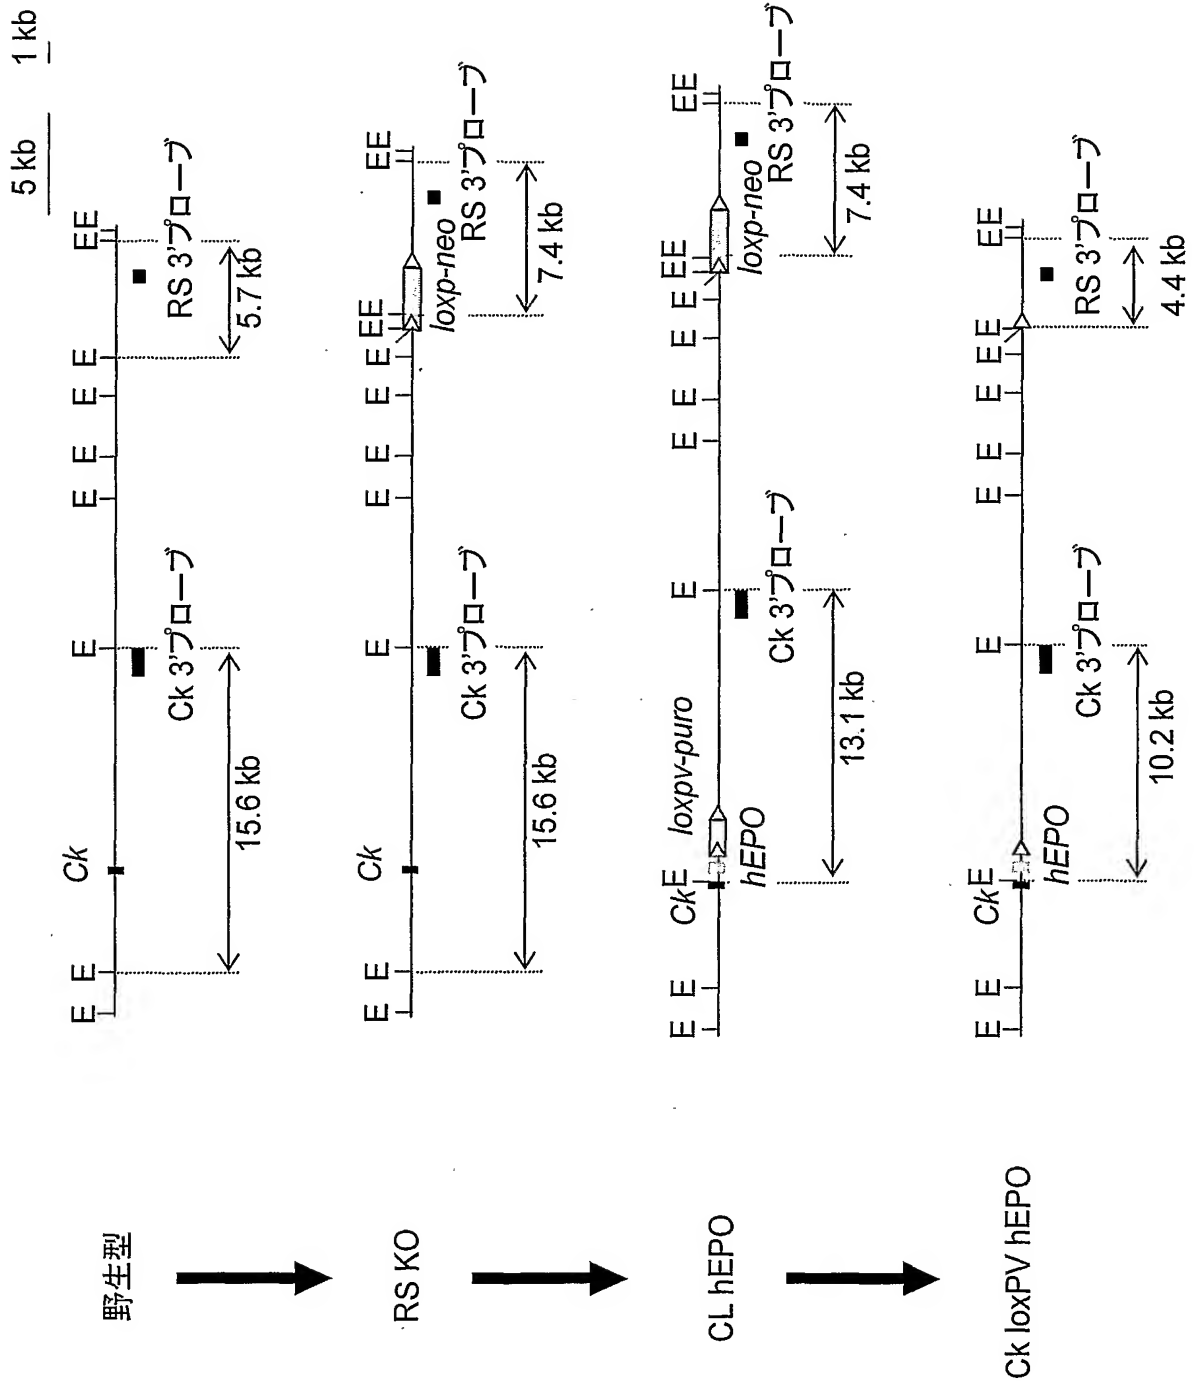 5 kb 1 kb
野生型
E E Ck E E E E E EE
Ck 3'プローブ RS 3'プローブ
15.6 kb 5.7 kb
RS KO
E E Ck E E E E E EE EE
loxp-neo
Ck 3'プローブ RS 3'プローブ
15.6 kb 7.4 kb
CL hEPO
E E Ck E E E E E E EE EE
loxpv-puro
hEPO loxp-neo
Ck 3'プローブ RS 3'プローブ
13.1 kb 7.4 kb
Ck loxPV hEPO
E E Ck E E E E E E EE EE
hEPO
Ck 3'プローブ RS 3'プローブ
10.2 kb 4.4 kb